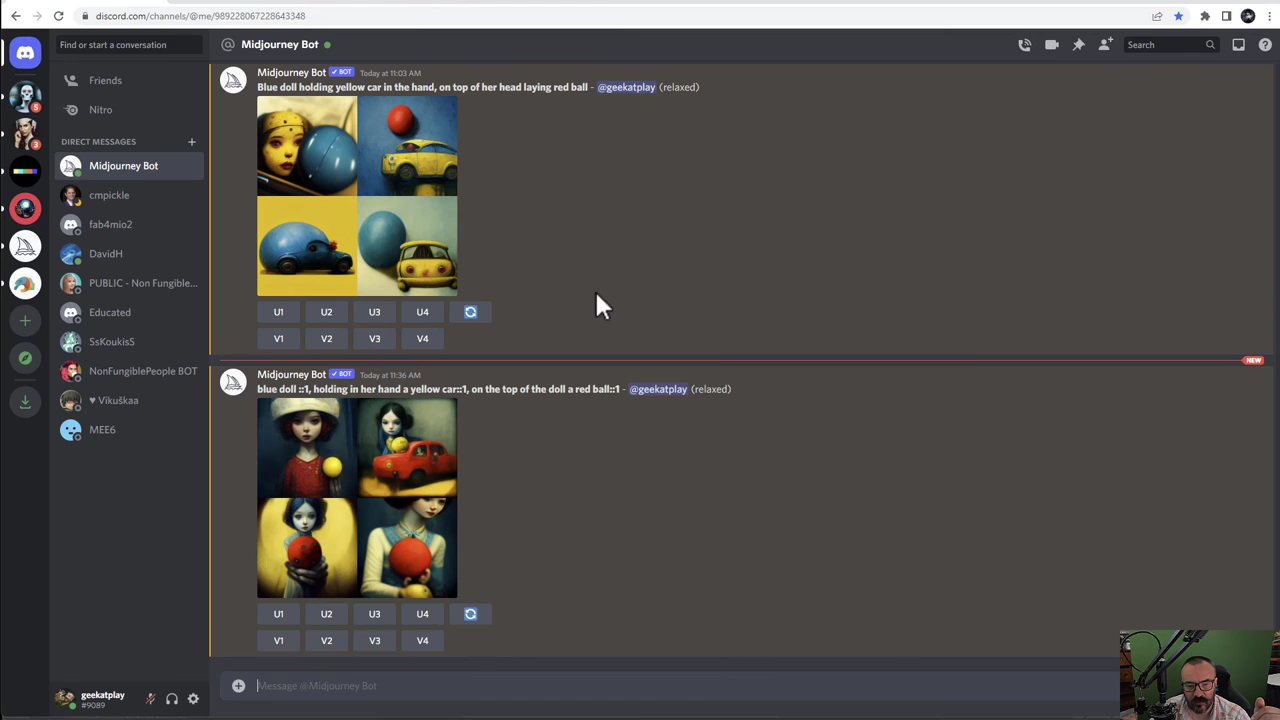 discord.com/channels/@me/989228067228643348
Find or start a conversation
Midjourney Bot
Search
Friends
Nitro
DIRECT MESSAGES
Midjourney Bot
cmpickle
fab4mio2
DavidH
PUBLIC - Non Fungible...
Educated
SsKoukisS
NonFungiblePeople BOT
♥ Vikuškaa
MEE6
5
3
geekatplay
#9089
Midjourney Bot ✓ BOT Today at 11:03 AM
Blue doll holding yellow car in the hand, on top of her head laying red ball - @geekatplay (relaxed)
U1 U2 U3 U4
V1 V2 V3 V4
NEW
Midjourney Bot ✓ BOT Today at 11:36 AM
blue doll ::1, holding in her hand a yellow car::1, on the top of the doll a red ball::1 - @geekatplay (relaxed)
U1 U2 U3 U4
V1 V2 V3 V4
Message @Midjourney Bot